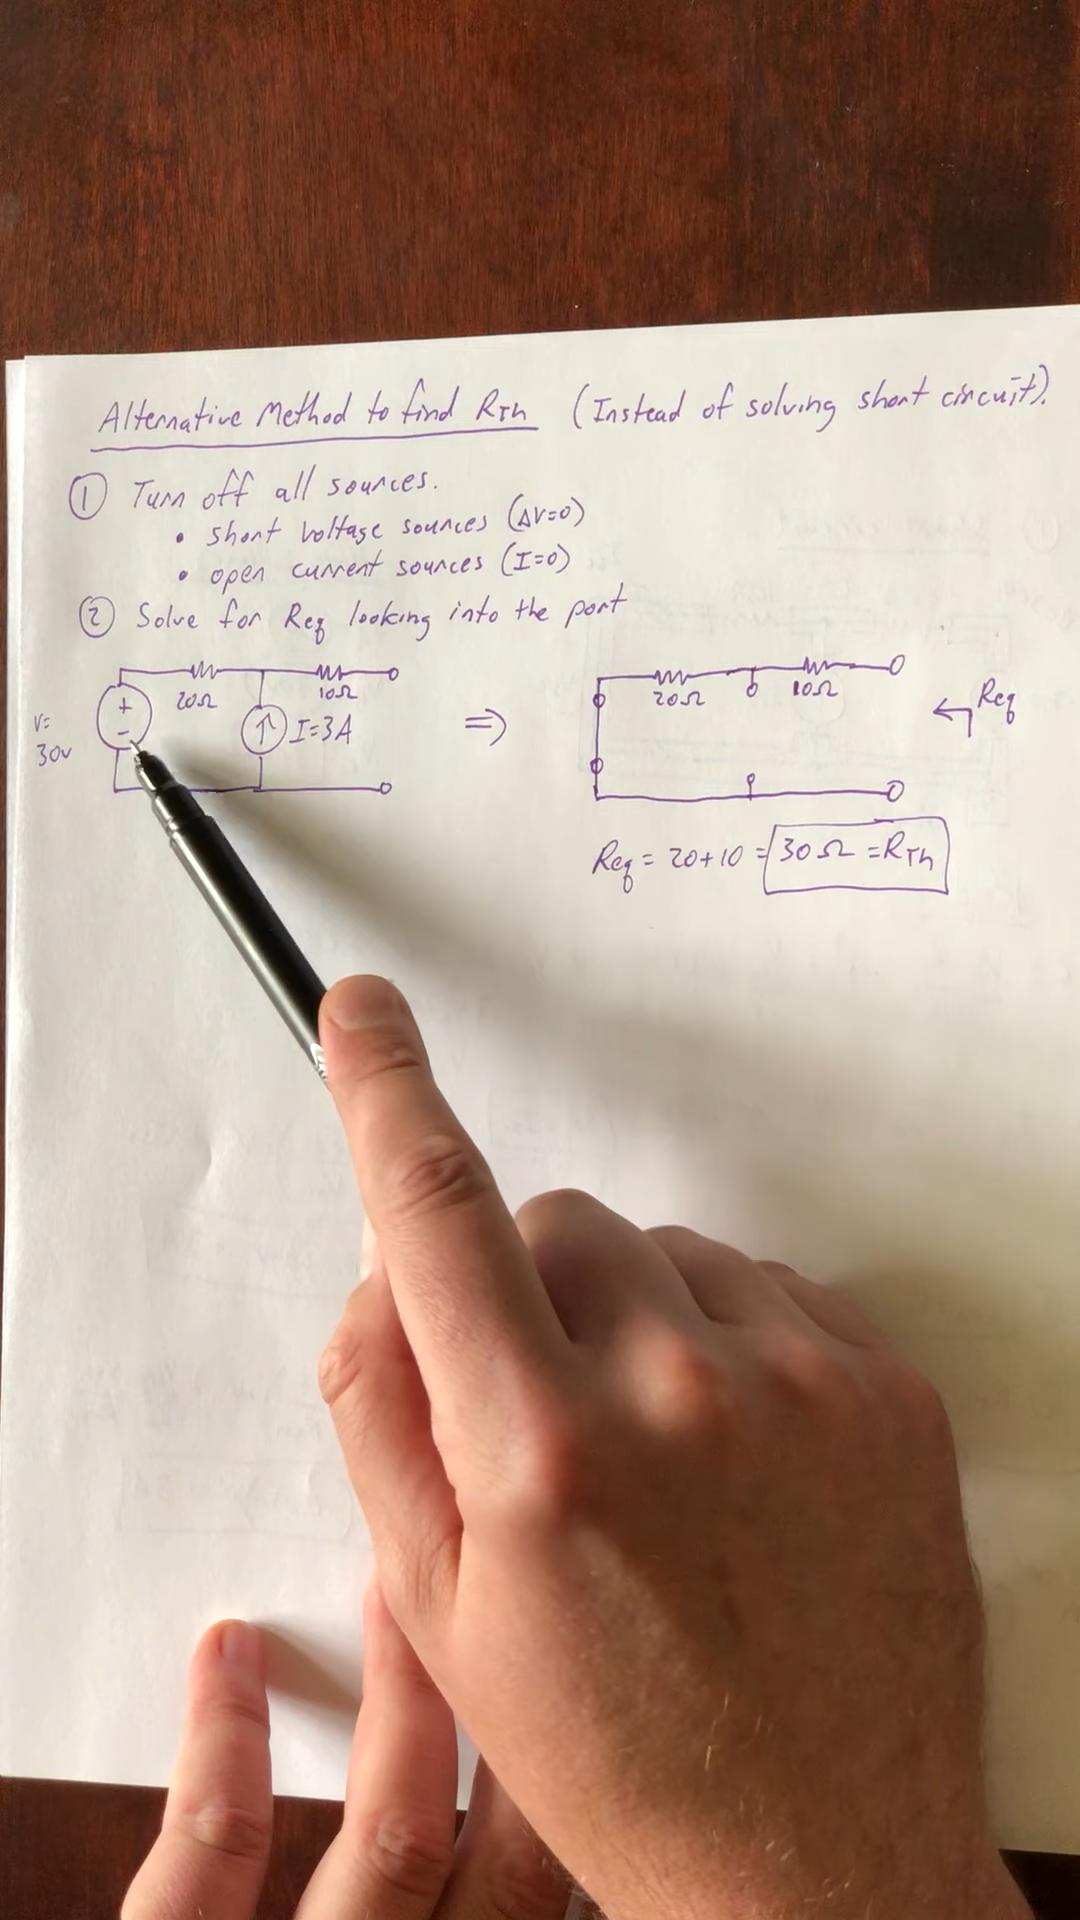 Alternative Method to find RTh (Instead of solving short circuit).
① Turn off all sources.
• short voltage sources (ΔV=0)
• open current sources (I=0)
② Solve for Req looking into the port
20Ω 10Ω
+
-
V=
30V
↑ I=3A
⇒
20Ω 10Ω
Req
Req = 20+10 = 30Ω = RTh